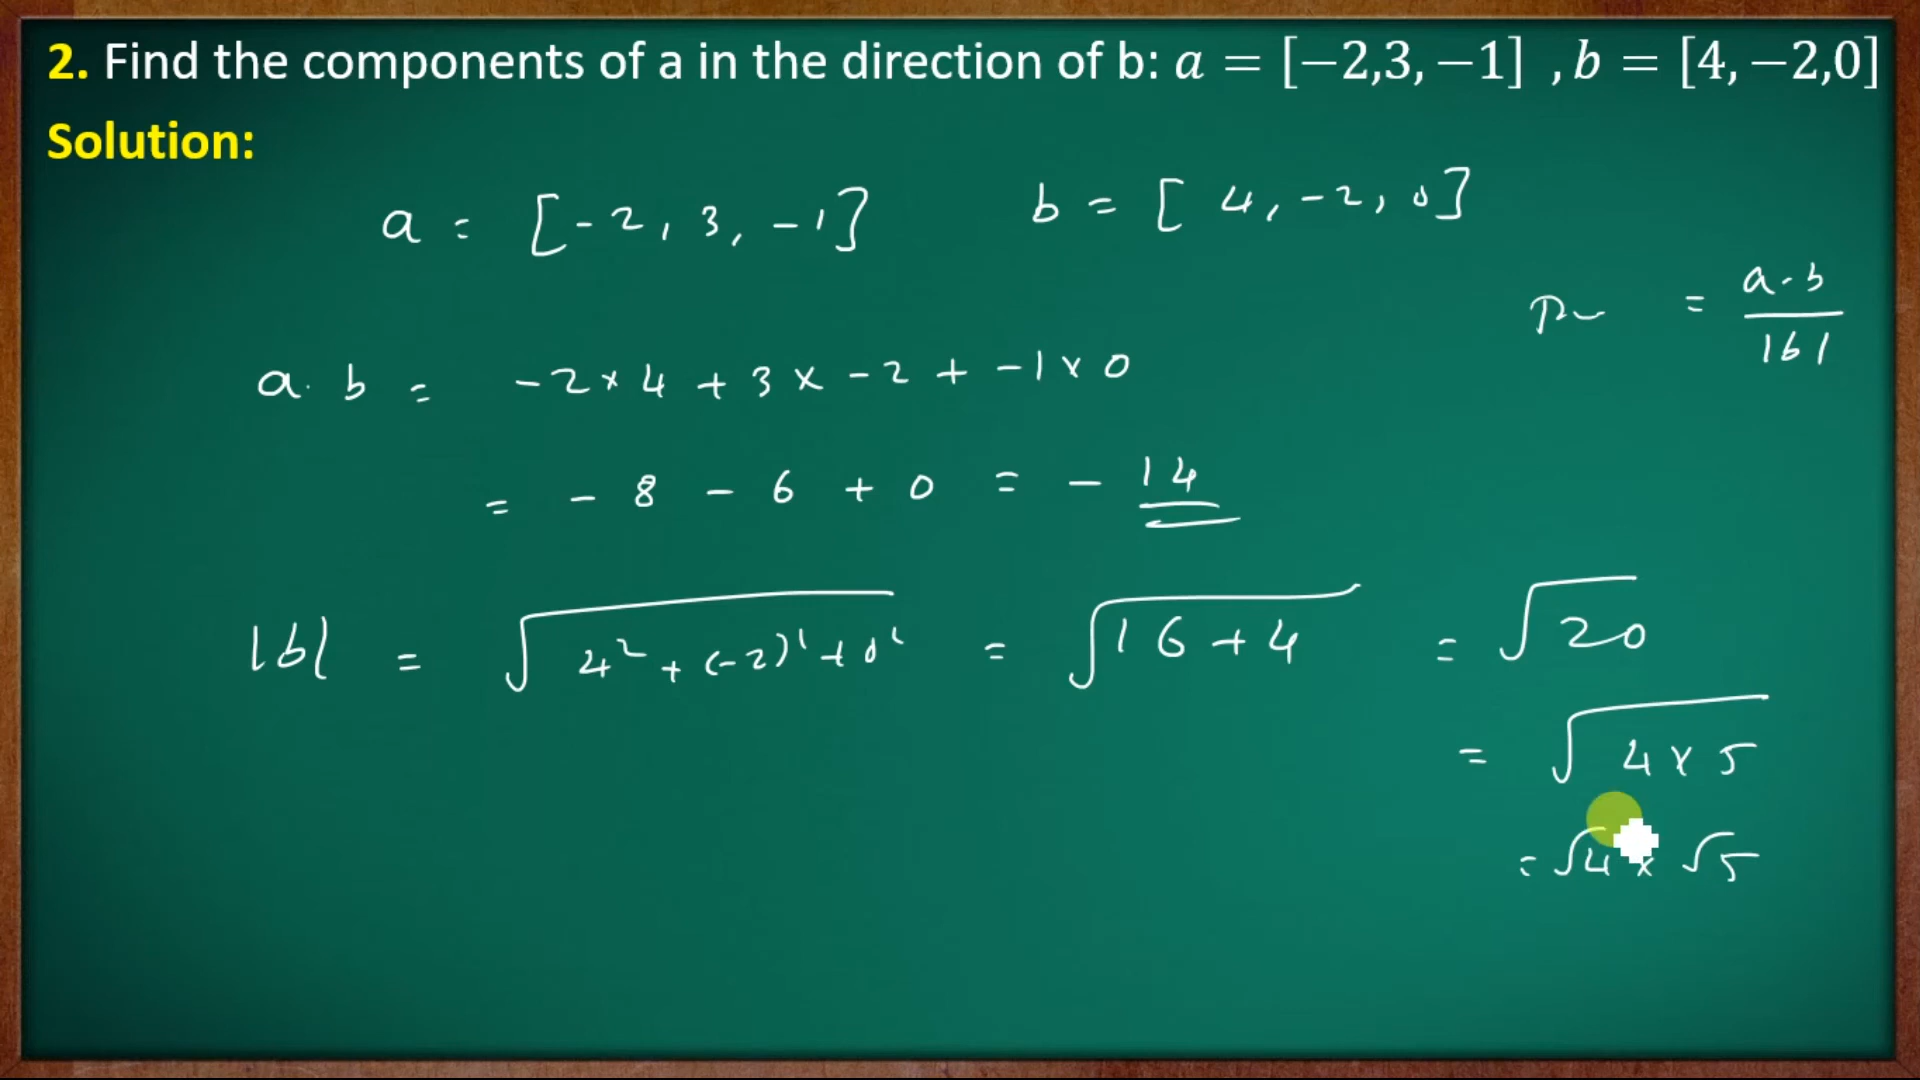 2. Find the components of a in the direction of b: a = [−2,3,−1] , b = [4,−2,0]
Solution:
a = [-2, 3, -1] b = [4, -2, 0]
= a·b / |b|
a·b = -2×4 + 3×-2 + -1×0
= -8 - 6 + 0 = -14
|b| = √(4² + (-2)² + 0²) = √(16+4) = √20
= √(4×5)
= √4 × √5